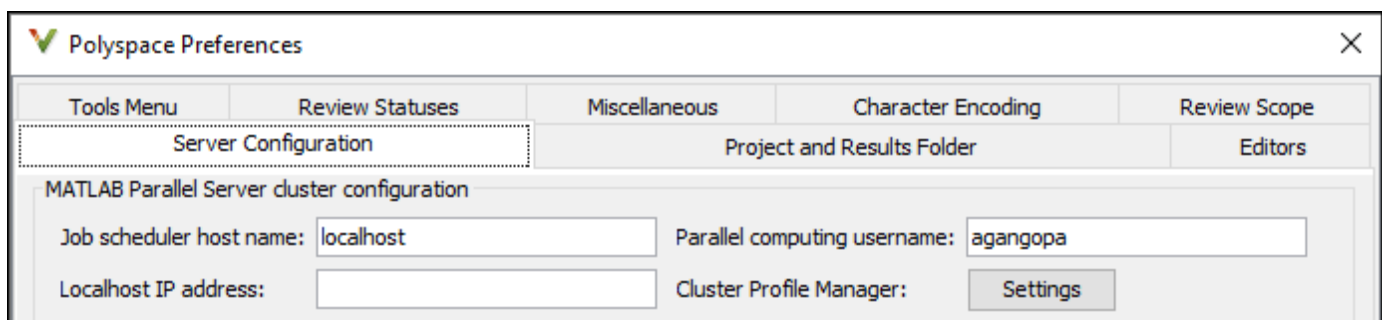 Polyspace Preferences
Tools Menu Review Statuses Miscellaneous Character Encoding Review Scope
Server Configuration Project and Results Folder Editors
MATLAB Parallel Server cluster configuration
Job scheduler host name: localhost Parallel computing username: agangopa
Localhost IP address: Cluster Profile Manager: Settings